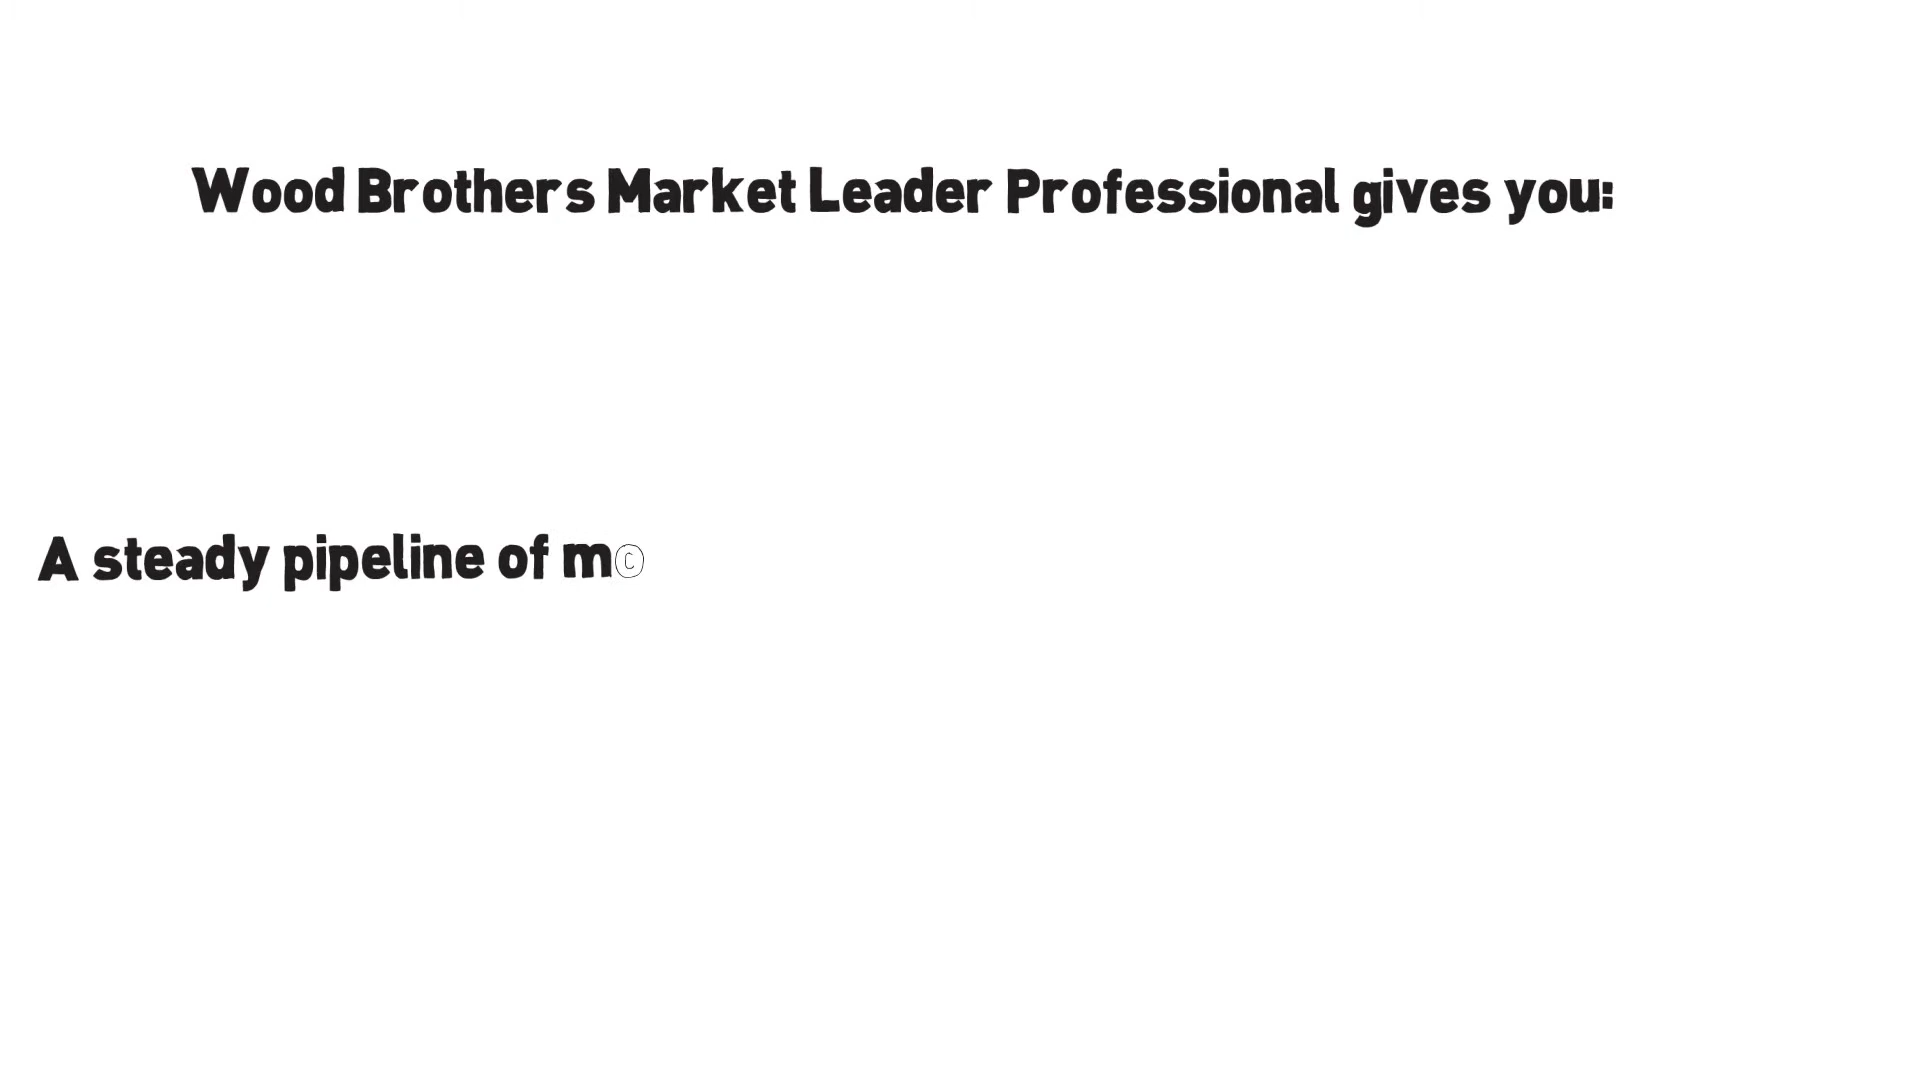 Wood Brothers Market Leader Professional gives you:
A steady pipeline of m